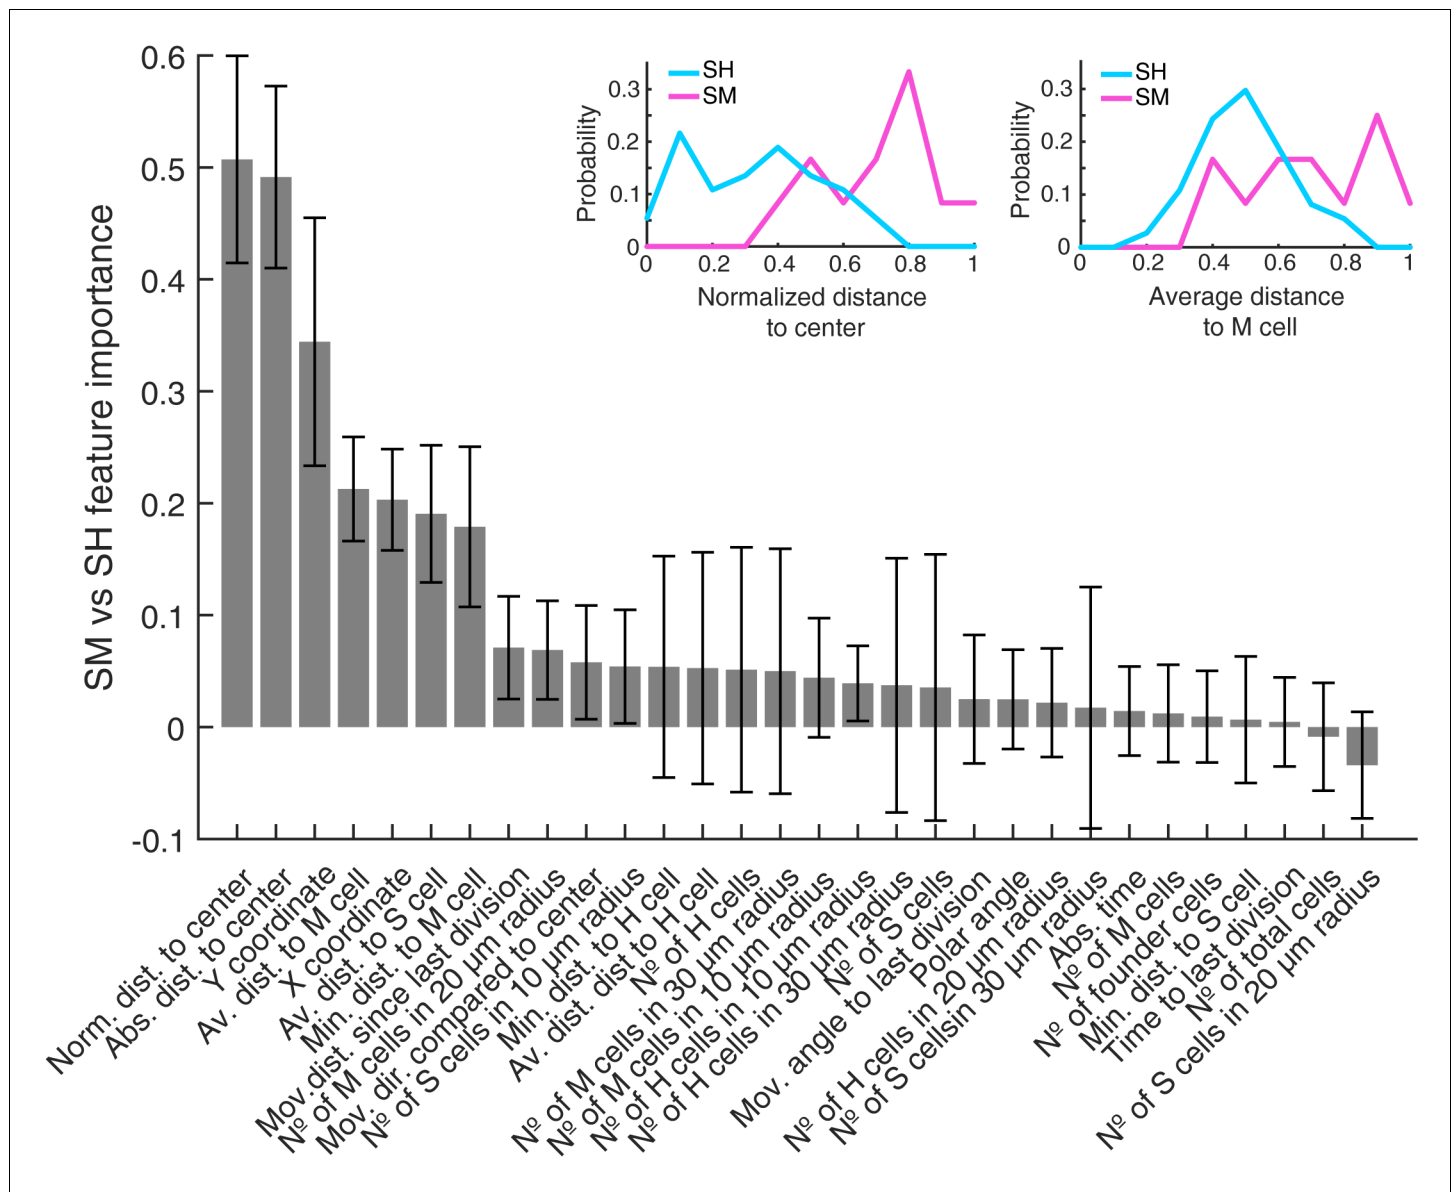 SM vs SH feature importance
0.6
0.5
0.4
0.3
0.2
0.1
0
-0.1
SH
SM
Probability
0.3
0.2
0.1
0
0
0.2
0.4
0.6
0.8
1
Normalized distance
to center
SH
SM
Probability
0.3
0.2
0.1
0
0
0.2
0.4
0.6
0.8
1
Average distance
to M cell
Norm. dist. to center
Abs. dist. to center
Y coordinate
Av. dist. to M cell
X coordinate
Av. dist. to S cell
Min. dist. to M cell
Mov.dist. since last division
Nº of M cells in 20 µm radius
Mov. dir. compared to center
Nº of S cells in 10 µm radius
Min. dist. to H cell
Av. dist. dist to H cell
Nº of H cells
Nº of M cells in 30 µm radius
Nº of M cells in 10 µm radius
Nº of H cells in 10 µm radius
Nº of H cells in 30 µm radius
Nº of S cells
Mov. angle to last division
Polar angle
Nº of H cells in 20 µm radius
Nº of S cellsin 30 µm radius
Abs. time
Nº of M cells
Nº of founder cells
Min. dist. to S cell
Time to last division
Nº of total cells
Nº of S cells in 20 µm radius